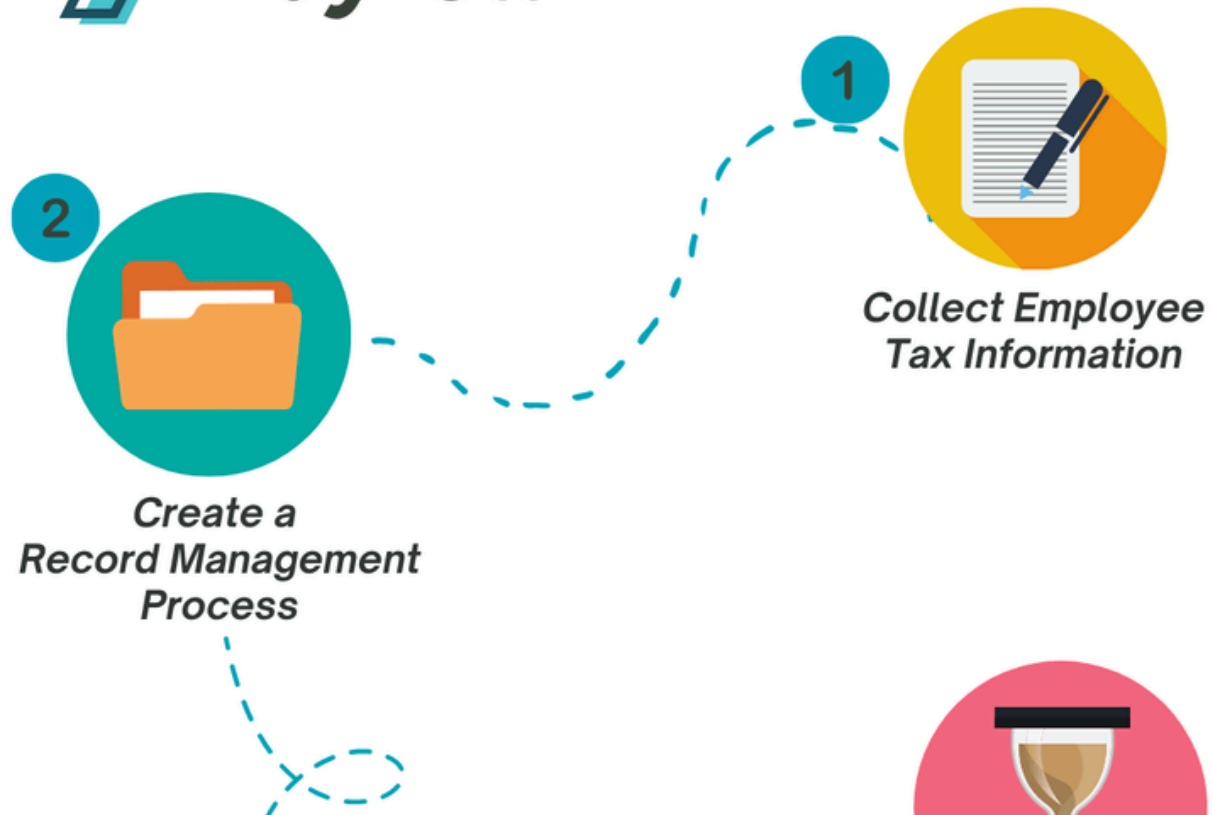 1
Collect Employee
Tax Information
2
Create a
Record Management
Process